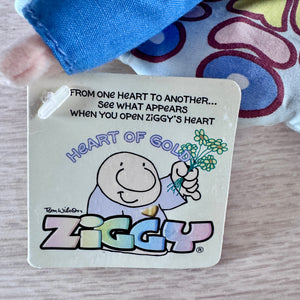 FROM ONE HEART TO ANOTHER...
SEE WHAT APPEARS
WHEN YOU OPEN ZiGGY'S HEART
HEART OF GOLD
Tom Wilson
ZiGGY®